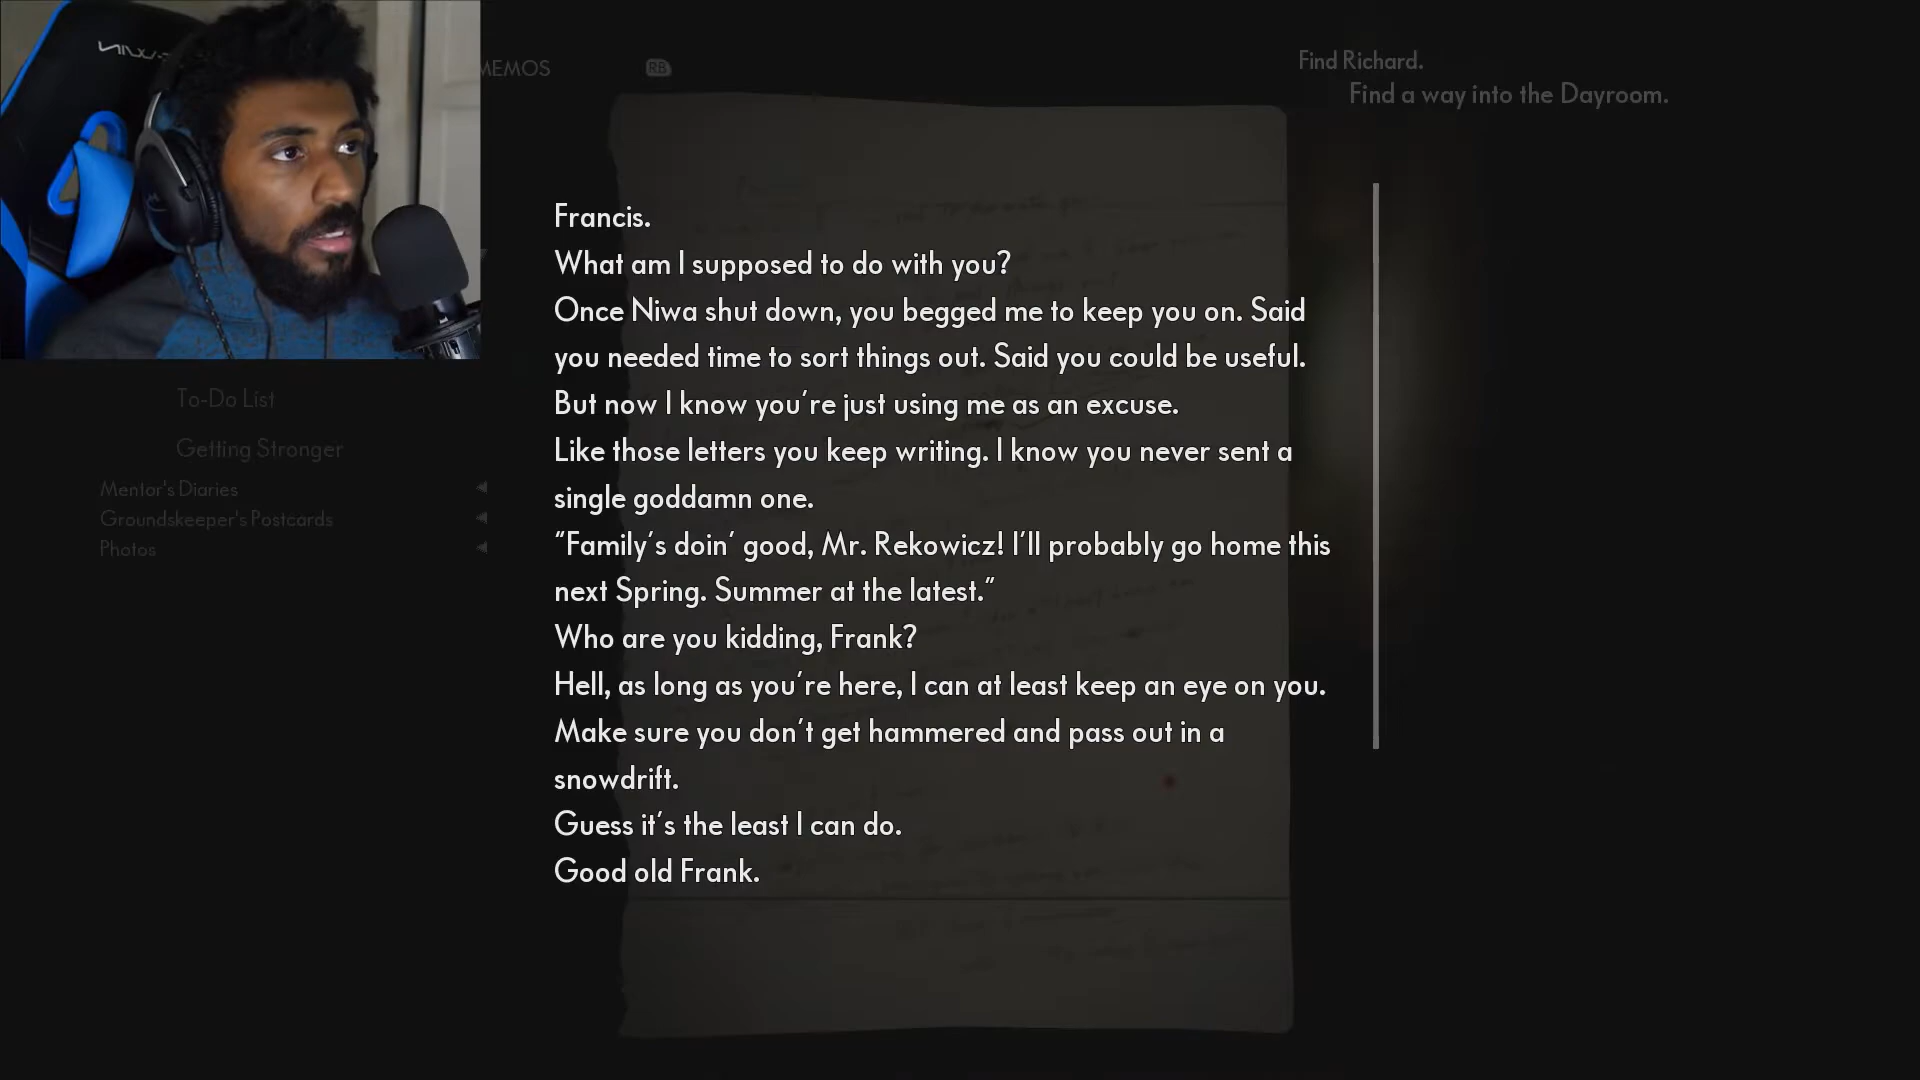 MEMOS
RB
Find Richard.
Find a way into the Dayroom.
Francis.
What am I supposed to do with you?
Once Niwa shut down, you begged me to keep you on. Said
you needed time to sort things out. Said you could be useful.
But now I know you're just using me as an excuse.
Like those letters you keep writing. I know you never sent a
single goddamn one.
"Family's doin' good, Mr. Rekowicz! I'll probably go home this
next Spring. Summer at the latest."
Who are you kidding, Frank?
Hell, as long as you're here, I can at least keep an eye on you.
Make sure you don't get hammered and pass out in a
snowdrift.
Guess it's the least I can do.
Good old Frank.
To-Do List
Getting Stronger
Mentor's Diaries
Groundskeeper's Postcards
Photos